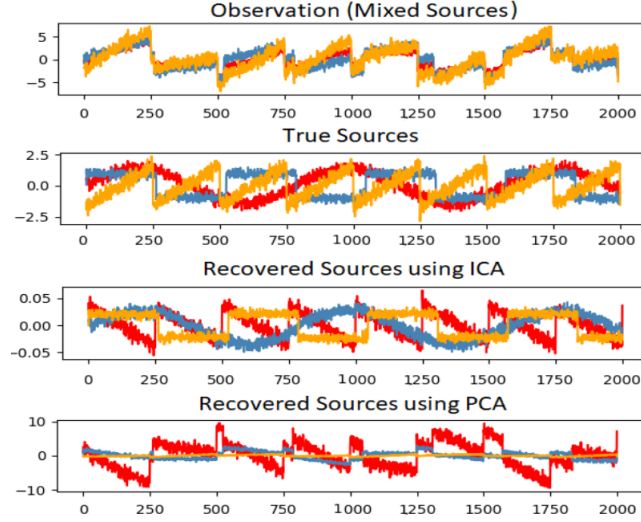 Observation (Mixed Sources)
5
0
−5
0 250 500 750 1000 1250 1500 1750 2000
True Sources
2.5
0.0
−2.5
0 250 500 750 1000 1250 1500 1750 2000
Recovered Sources using ICA
0.05
0.00
−0.05
0 250 500 750 1000 1250 1500 1750 2000
Recovered Sources using PCA
10
0
−10
0 250 500 750 1000 1250 1500 1750 2000